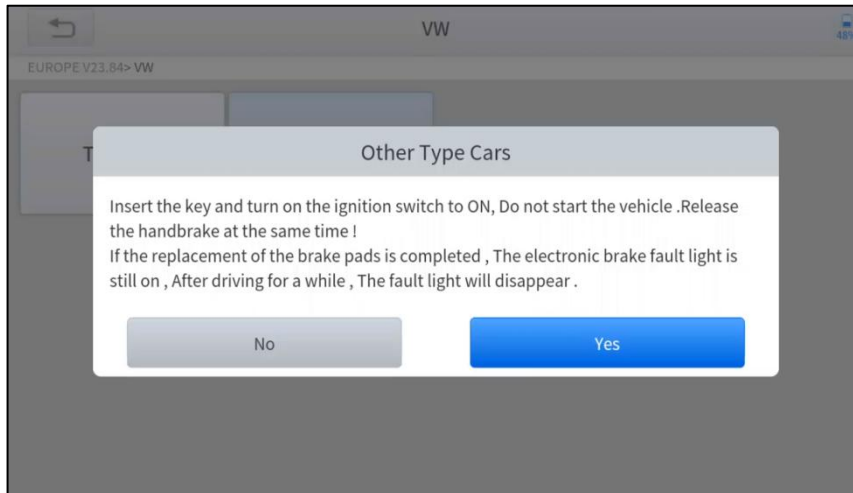 VW
48%
EUROPE V23.84> VW
T
Other Type Cars
Insert the key and turn on the ignition switch to ON, Do not start the vehicle .Release
the handbrake at the same time !
If the replacement of the brake pads is completed , The electronic brake fault light is
still on , After driving for a while , The fault light will disappear .
No
Yes